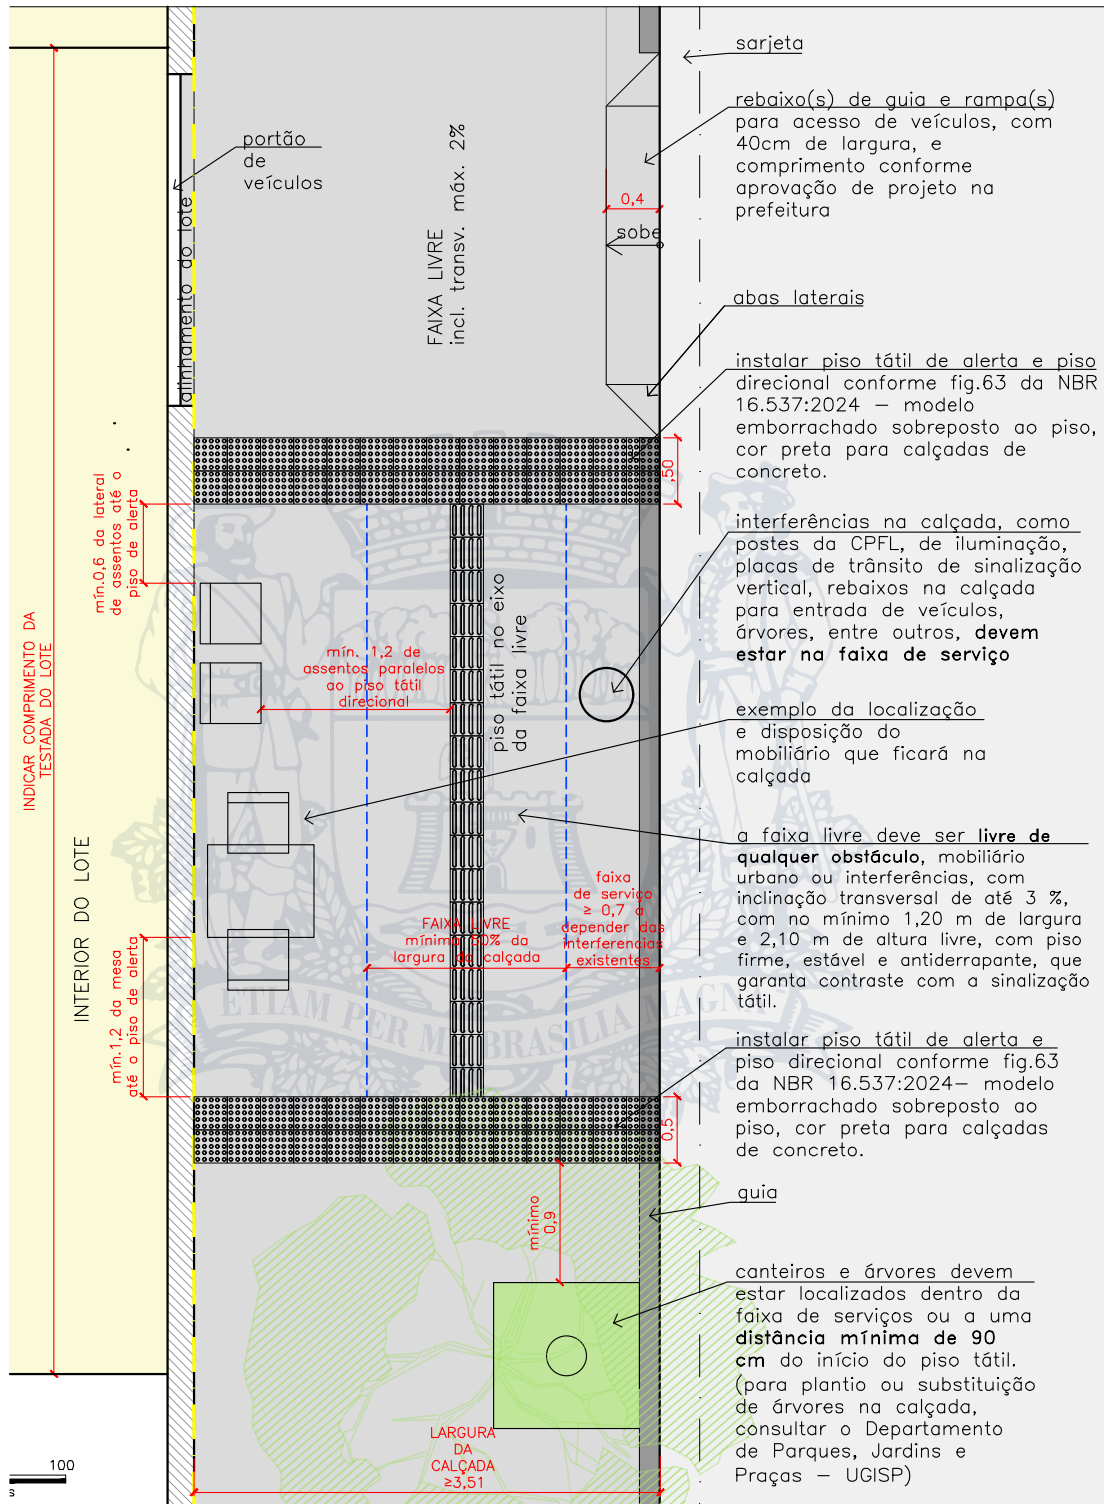 sarjeta
rebaixo(s) de guia e rampa(s)
para acesso de veículos, com
40cm de largura, e
comprimento conforme
aprovação de projeto na
prefeitura
portão
de
veículos
alinhamento do lote
FAIXA LIVRE
incl. transv. máx. 2%
0,4
sobe
abas laterais
instalar piso tátil de alerta e piso
direcional conforme fig.63 da NBR
16.537:2024 – modelo
emborrachado sobreposto ao piso,
cor preta para calçadas de
concreto.
,50
mín.0,6 da lateral
de assentos até o
piso de alerta
interferências na calçada, como
postes da CPFL, de iluminação,
placas de trânsito de sinalização
vertical, rebaixos na calçada
para entrada de veículos,
árvores, entre outros, devem
estar na faixa de serviço
piso tátil no eixo
da faixa livre
mín. 1,2 de
assentos paralelos
ao piso tátil
direcional
INDICAR COMPRIMENTO DA
TESTADA DO LOTE
exemplo da localização
e disposição do
mobiliário que ficará na
calçada
INTERIOR DO LOTE
a faixa livre deve ser livre de
qualquer obstáculo, mobiliário
urbano ou interferências, com
inclinação transversal de até 3 %,
com no mínimo 1,20 m de largura
e 2,10 m de altura livre, com piso
firme, estável e antiderrapante, que
garanta contraste com a sinalização
tátil.
faixa
de serviço
≥ 0,7 a
depender das
interferencias
existentes
FAIXA LIVRE
mínima 50% da
largura da calçada
mín.1,2 da mesa
até o piso de alerta
ETIAM PER ME BRASILIA MAGNA
instalar piso tátil de alerta e
piso direcional conforme fig.63
da NBR 16.537:2024– modelo
emborrachado sobreposto ao
piso, cor preta para calçadas
de concreto.
0,5
guia
mínimo
0,9
canteiros e árvores devem
estar localizados dentro da
faixa de serviços ou a uma
distância mínima de 90
cm do início do piso tátil.
(para plantio ou substituição
de árvores na calçada,
consultar o Departamento
de Parques, Jardins e
Praças – UGISP)
LARGURA
DA
CALÇADA
≥3,51
100
s